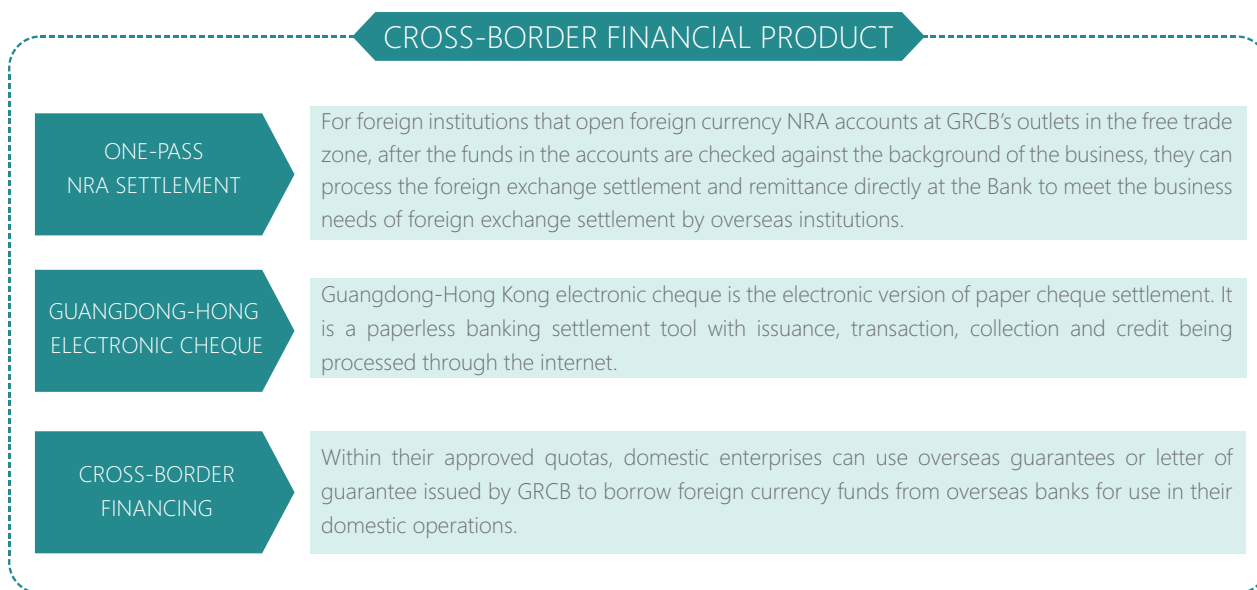 CROSS-BORDER FINANCIAL PRODUCT
ONE-PASS
NRA SETTLEMENT
For foreign institutions that open foreign currency NRA accounts at GRCB's outlets in the free trade
zone, after the funds in the accounts are checked against the background of the business, they can
process the foreign exchange settlement and remittance directly at the Bank to meet the business
needs of foreign exchange settlement by overseas institutions.
GUANGDONG-HONG
ELECTRONIC CHEQUE
Guangdong-Hong Kong electronic cheque is the electronic version of paper cheque settlement. It
is a paperless banking settlement tool with issuance, transaction, collection and credit being
processed through the internet.
CROSS-BORDER
FINANCING
Within their approved quotas, domestic enterprises can use overseas guarantees or letter of
guarantee issued by GRCB to borrow foreign currency funds from overseas banks for use in their
domestic operations.